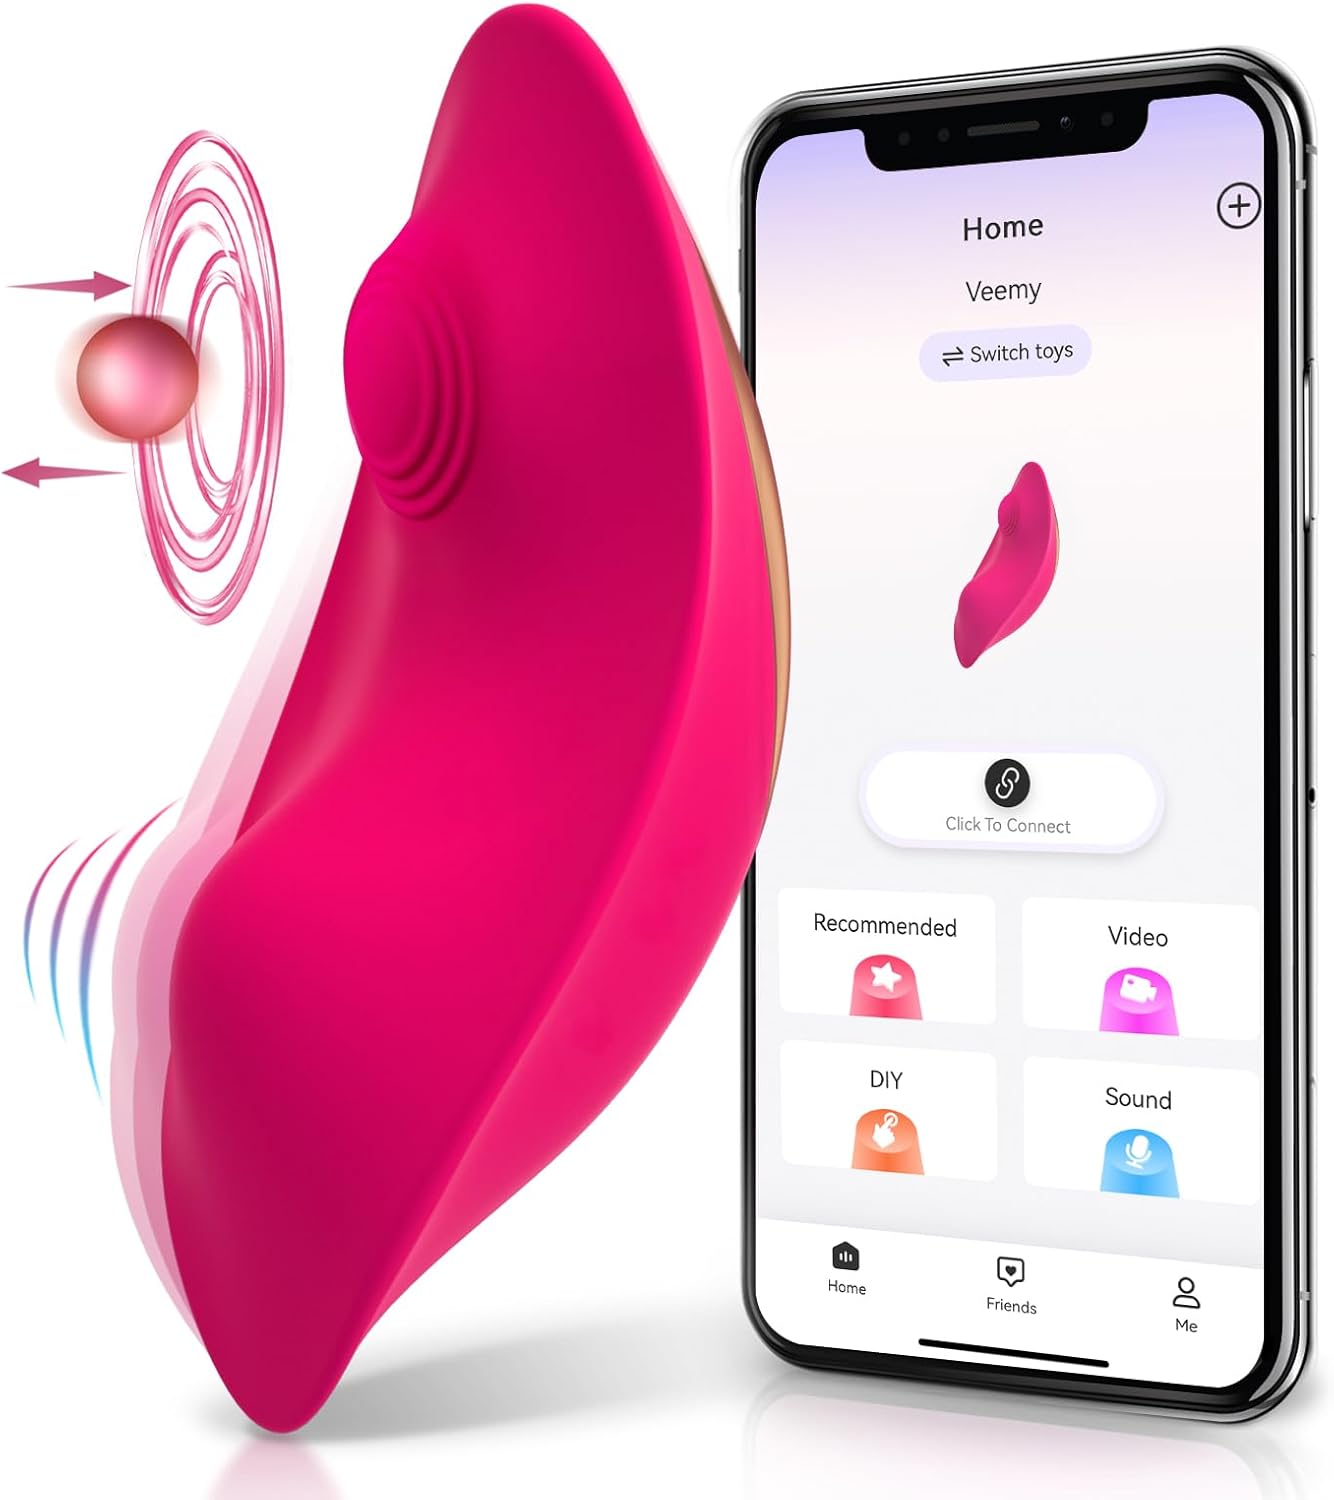 Home
Veemy
Switch toys
Click To Connect
Recommended
Video
DIY
Sound
Home
Friends
Me